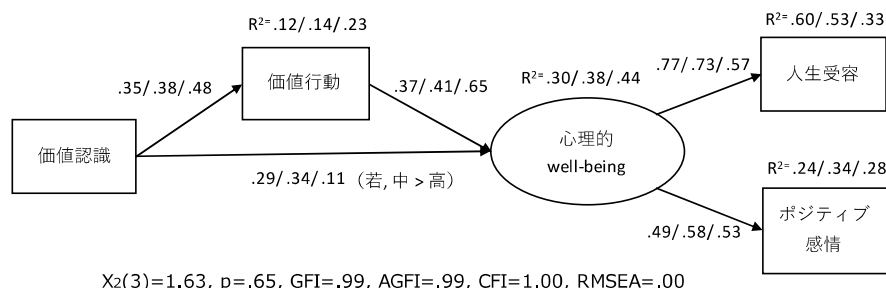 R²=.12/.14/.23
価値行動
.35/.38/.48
.37/.41/.65
価値認識
.29/.34/.11 (若, 中 > 高)
R²=.30/.38/.44
心理的
well-being
.77/.73/.57
R²=.60/.53/.33
人生受容
.49/.58/.53
R²=.24/.34/.28
ポジティブ
感情
X2(3)=1.63, p=.65, GFI=.99, AGFI=.99, CFI=1.00, RMSEA=.00